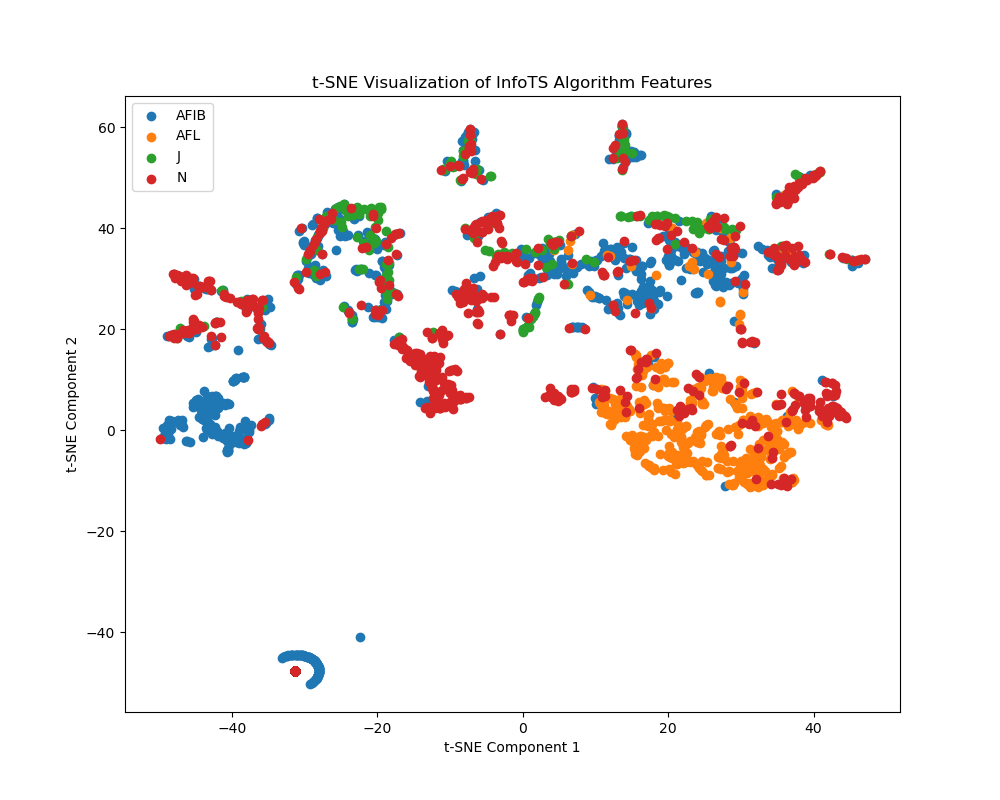 t-SNE Visualization of InfoTS Algorithm Features
AFIB
AFL
J
N
60
40
20
0
−20
−40
t-SNE Component 2
−40
−20
0
20
40
t-SNE Component 1